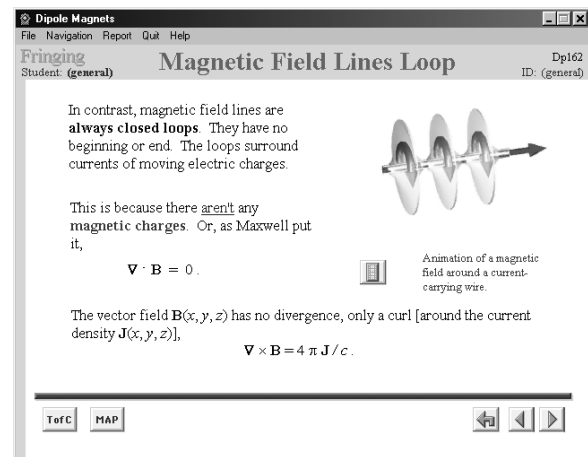 Dipole Magnets
File Navigation Report Quit Help
Fringing
Magnetic Field Lines Loop
Dp162
Student: (general)
ID: (general)
In contrast, magnetic field lines are
always closed loops. They have no
beginning or end. The loops surround
currents of moving electric charges.
This is because there aren't any
magnetic charges. Or, as Maxwell put
it,
∇ · B = 0.
Animation of a magnetic
field around a current-
carrying wire.
The vector field B(x, y, z) has no divergence, only a curl [around the current
density J(x, y, z)],
∇ × B = 4 π J / c.
TofC MAP